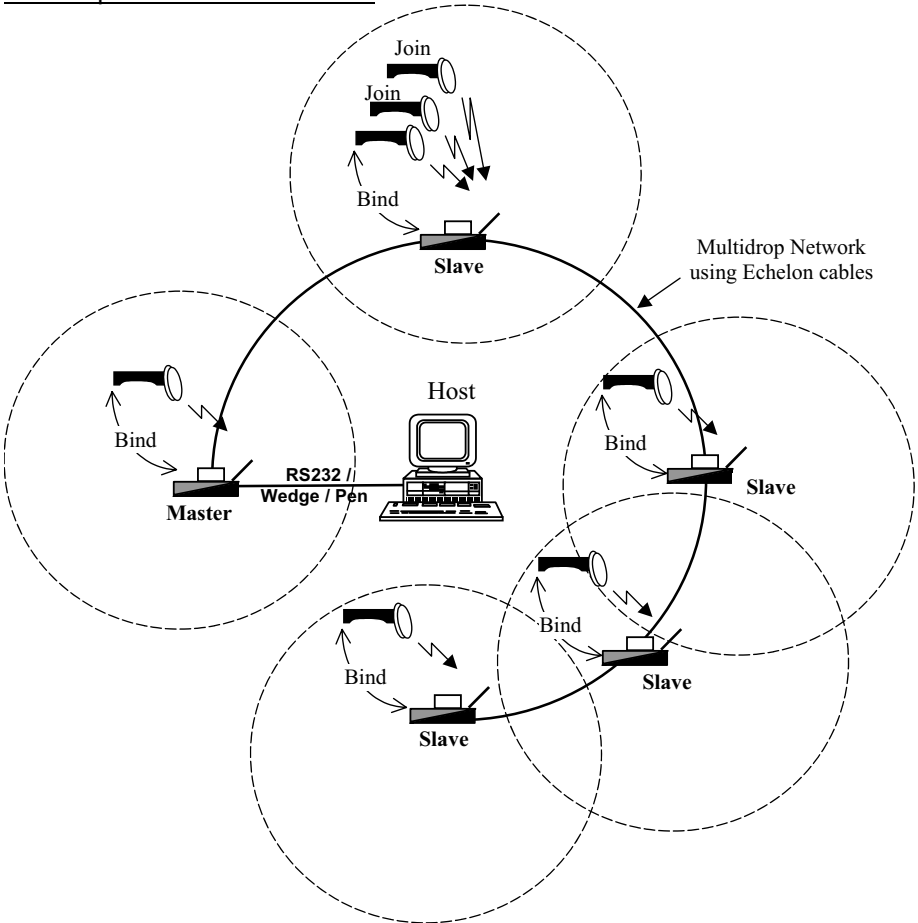 Join
Join
Bind
Slave
Multidrop Network
using Echelon cables
Host
Bind
Bind
RS232 /
Wedge / Pen
Master
Slave
Bind
Slave
Bind
Slave